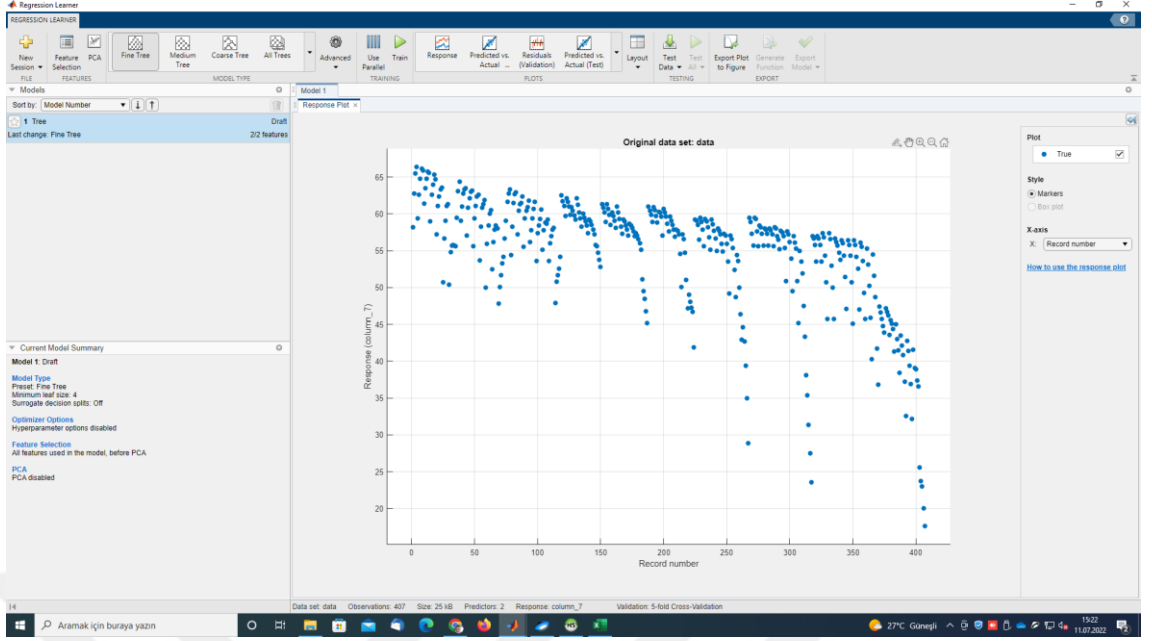 Regression Learner
REGRESSION LEARNER
New Session
Feature Selection
PCA
Fine Tree
Medium Tree
Coarse Tree
All Trees
Advanced
Use Parallel
Train
Response
Predicted vs. Actual ...
Residuals (Validation)
Predicted vs. Actual (Test)
Layout
Test Data
Test All
Export Plot to Figure
Generate Function
Export Model
FILE
FEATURES
MODEL TYPE
TRAINING
PLOTS
TESTING
EXPORT
Models
Sort by: Model Number
1 Tree Draft
Last change: Fine Tree 2/2 features
Current Model Summary
Model 1: Draft
Model Type
Preset: Fine Tree
Minimum leaf size: 4
Surrogate decision splits: Off
Optimizer Options
Hyperparameter options disabled
Feature Selection
All features used in the model, before PCA
PCA
PCA disabled
Model 1
Response Plot
Original data set: data
Response (column_7)
65
60
55
50
45
40
35
30
25
20
0 50 100 150 200 250 300 350 400
Record number
Plot
True
Style
Markers
Box plot
X-axis
X: Record number
How to use the response plot
Data set: data Observations: 407 Size: 25 kB Predictors: 2 Response: column_7 Validation: 5-fold Cross-Validation
Aramak için buraya yazın
27°C Güneşli
15:22
11.07.2022